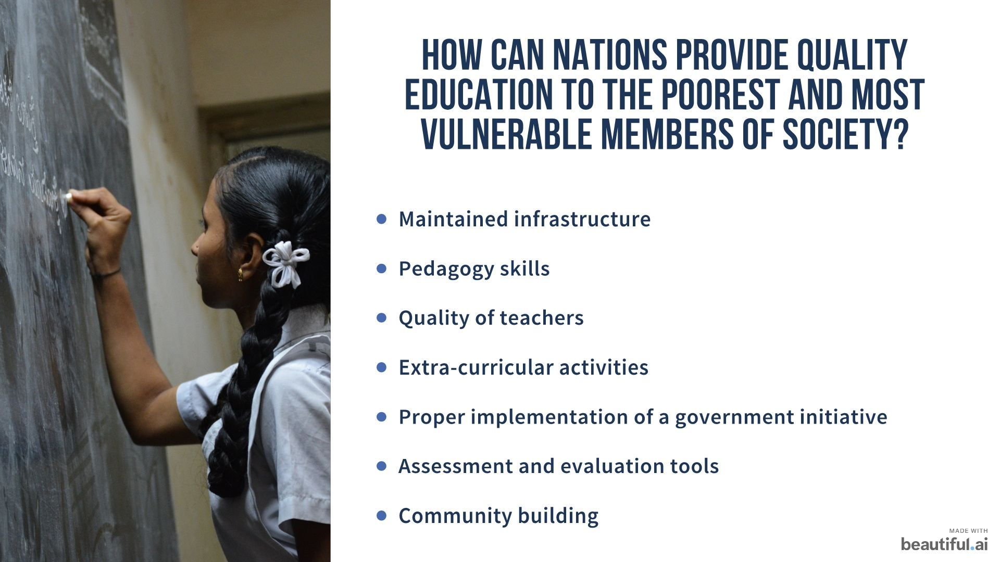 HOW CAN NATIONS PROVIDE QUALITY
EDUCATION TO THE POOREST AND MOST
VULNERABLE MEMBERS OF SOCIETY?
Maintained infrastructure
Pedagogy skills
Quality of teachers
Extra-curricular activities
Proper implementation of a government initiative
Assessment and evaluation tools
Community building
MADE WITH
beautiful.ai